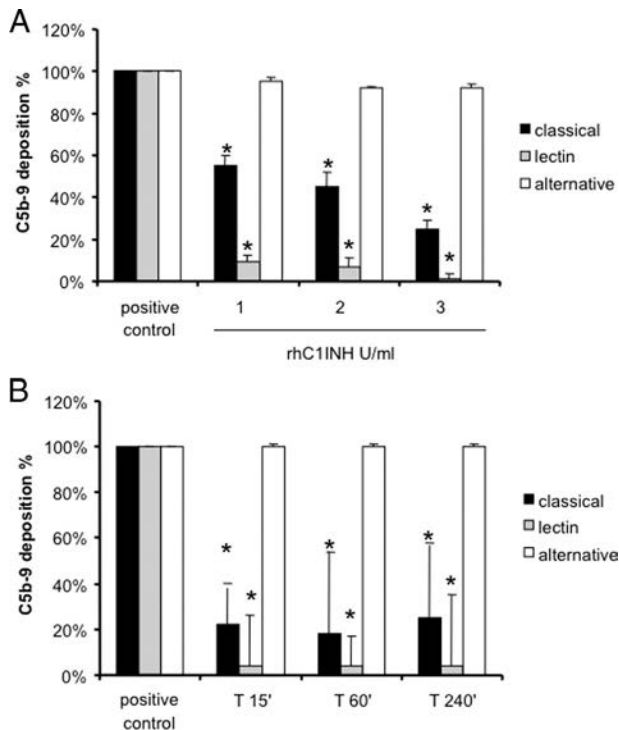 A
120%
100%
80%
60%
40%
20%
0%
C5b-9 deposition %
* * *
* * *
classical
lectin
alternative
positive control
1 2 3
rhC1INH U/ml
B
120%
100%
80%
60%
40%
20%
0%
C5b-9 deposition %
* * *
* * *
classical
lectin
alternative
positive control
T 15' T 60' T 240'